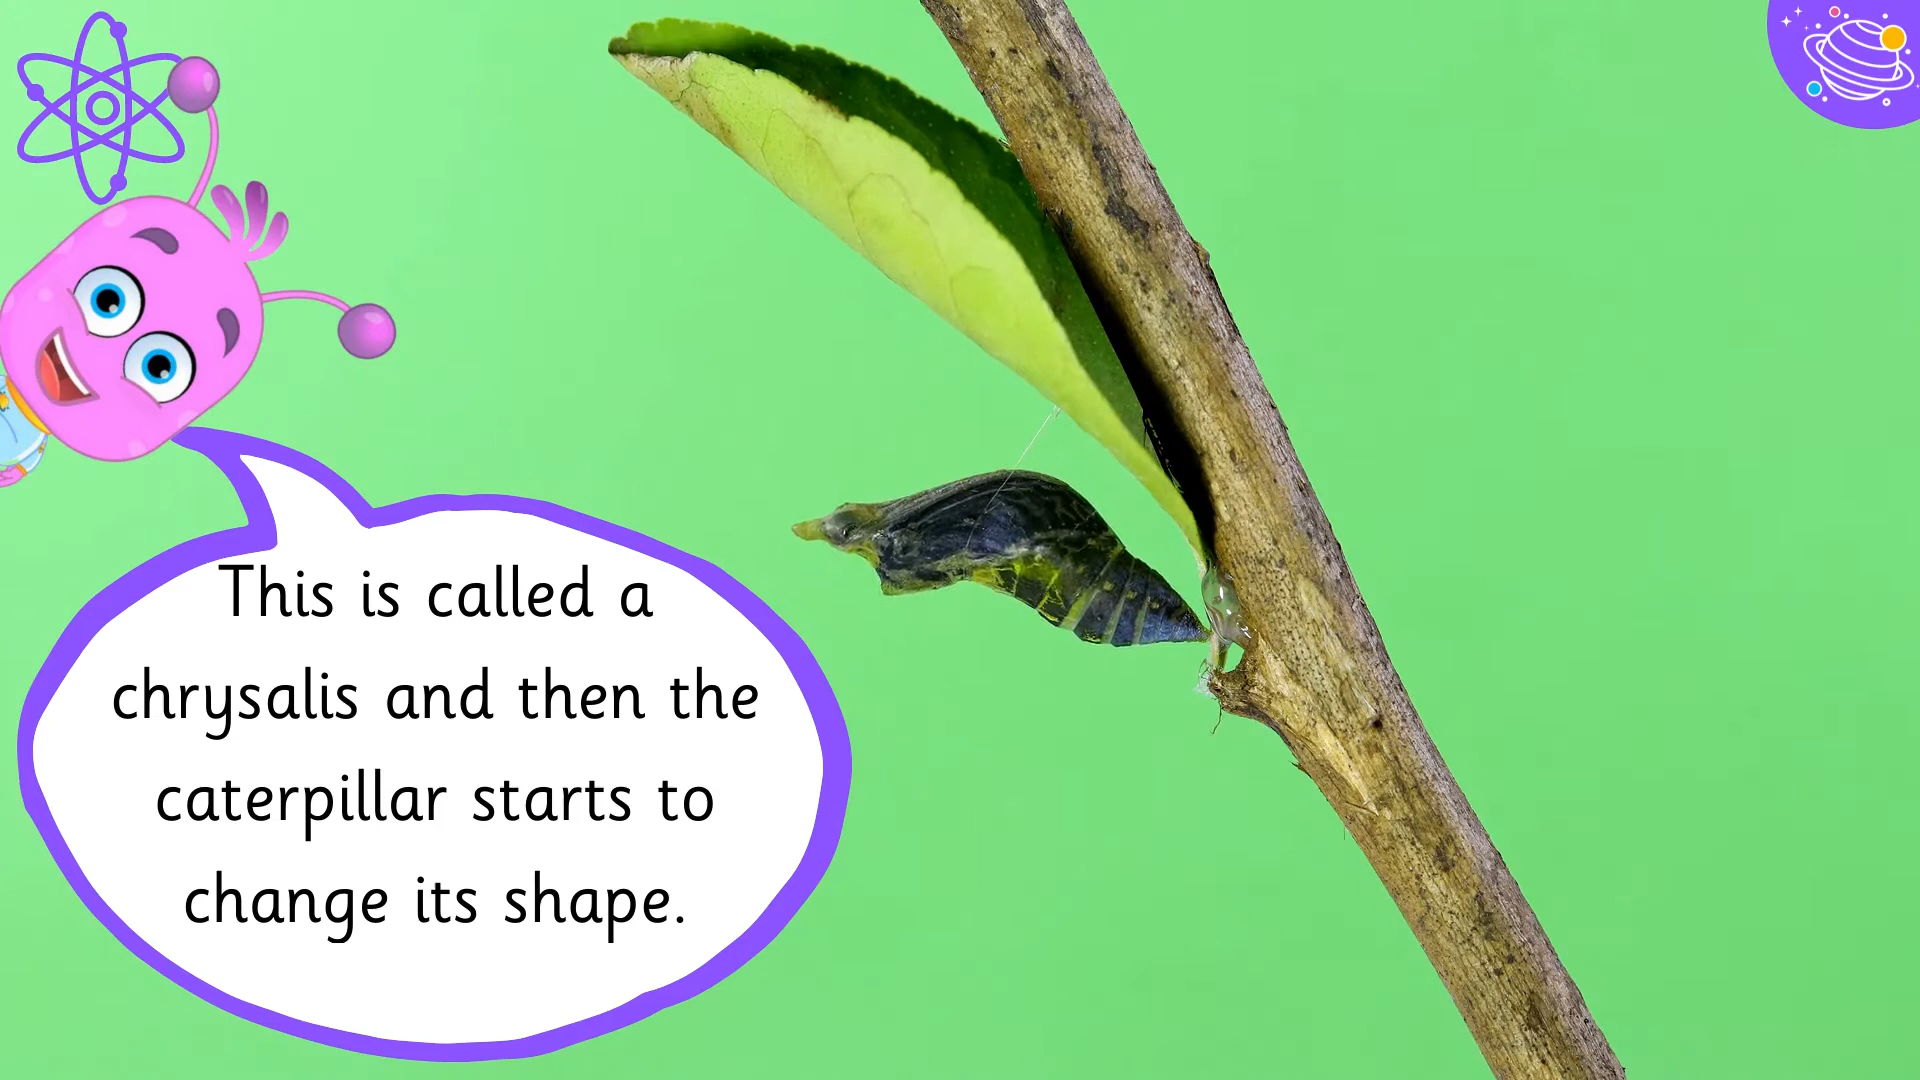 This is called a
chrysalis and then the
caterpillar starts to
change its shape.